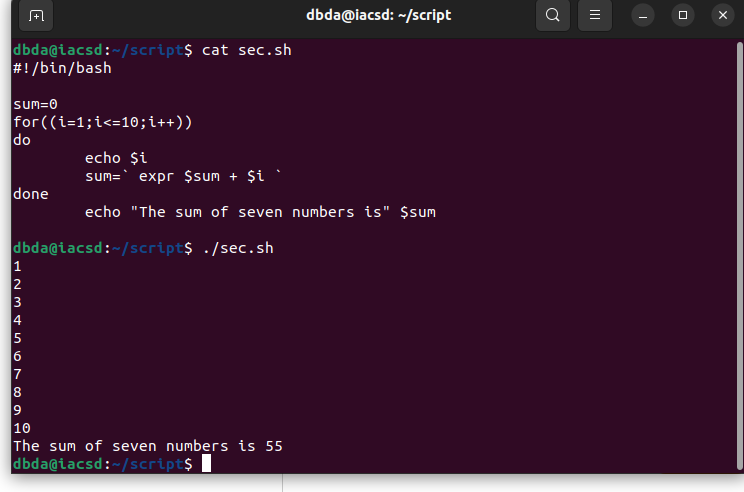 dbda@iacsd: ~/script
dbda@iacsd:~/script$ cat sec.sh
#!/bin/bash

sum=0
for((i=1;i<=10;i++))
do
        echo $i
        sum=` expr $sum + $i `
done
        echo "The sum of seven numbers is" $sum

dbda@iacsd:~/script$ ./sec.sh
1
2
3
4
5
6
7
8
9
10
The sum of seven numbers is 55
dbda@iacsd:~/script$